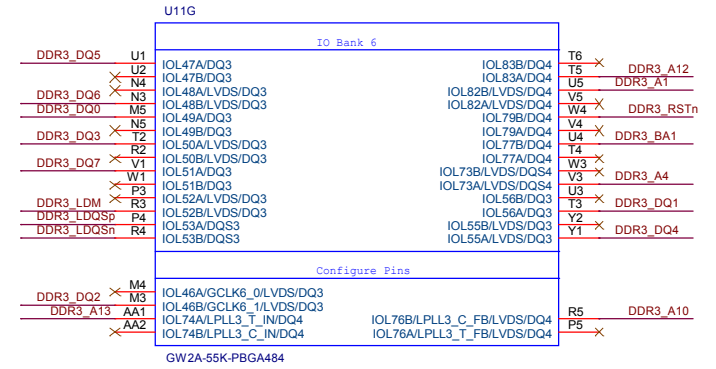 U11G
IO Bank 6
DDR3_DQ5 U1 IOL47A/DQ3 IOL83B/DQ4 T6
U2 IOL47B/DQ3 IOL83A/DQ4 T5 DDR3_A12
N4 IOL48A/LVDS/DQ3 IOL82B/LVDS/DQ4 U5 DDR3_A1
DDR3_DQ6 N3 IOL48B/LVDS/DQ3 IOL82A/LVDS/DQ4 V5
DDR3_DQ0 M5 IOL49A/DQ3 IOL79B/DQ4 W4 DDR3_RSTn
N5 IOL49B/DQ3 IOL79A/DQ4 V4
DDR3_DQ3 T2 IOL50A/LVDS/DQ3 IOL77B/DQ4 U4 DDR3_BA1
R2 IOL50B/LVDS/DQ3 IOL77A/DQ4 T4
DDR3_DQ7 V1 IOL51A/DQ3 IOL73B/LVDS/DQS4 W3
W1 IOL51B/DQ3 IOL73A/LVDS/DQS4 V3 DDR3_A4
P3 IOL52A/LVDS/DQ3 IOL56B/DQ3 U3
DDR3_LDM R3 IOL52B/LVDS/DQ3 IOL56A/DQ3 T3 DDR3_DQ1
DDR3_LDQSp P4 IOL53A/DQS3 IOL55B/LVDS/DQ3 Y2
DDR3_LDQSn R4 IOL53B/DQS3 IOL55A/LVDS/DQ3 Y1 DDR3_DQ4
Configure Pins
M4 IOL46A/GCLK6_0/LVDS/DQ3
DDR3_DQ2 M3 IOL46B/GCLK6_1/LVDS/DQ3
DDR3_A13 AA1 IOL74A/LPLL3_T_IN/DQ4 IOL76B/LPLL3_C_FB/LVDS/DQ4 R5 DDR3_A10
AA2 IOL74B/LPLL3_C_IN/DQ4 IOL76A/LPLL3_T_FB/LVDS/DQ4 P5
GW2A-55K-PBGA484